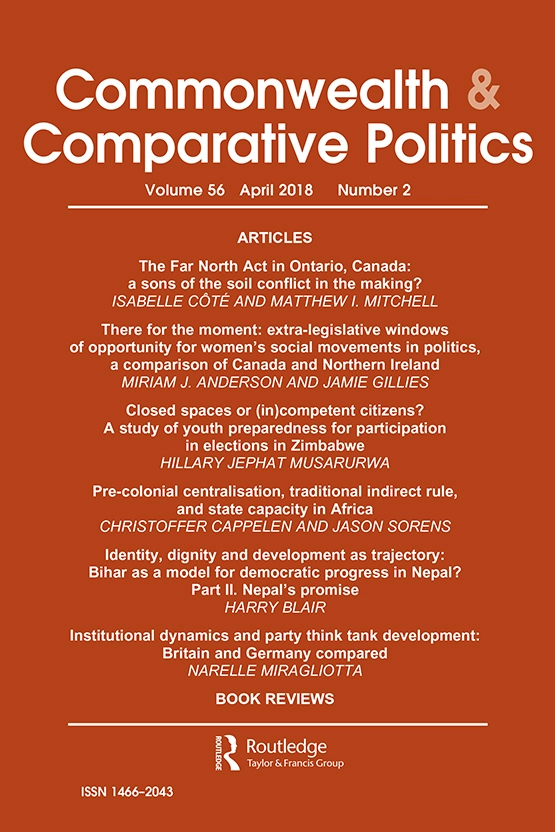 Commonwealth &
Comparative Politics
Volume 56 April 2018 Number 2
ARTICLES
The Far North Act in Ontario, Canada:
a sons of the soil conflict in the making?
ISABELLE CÔTÉ AND MATTHEW I. MITCHELL
There for the moment: extra-legislative windows
of opportunity for women's social movements in politics,
a comparison of Canada and Northern Ireland
MIRIAM J. ANDERSON AND JAMIE GILLIES
Closed spaces or (in)competent citizens?
A study of youth preparedness for participation
in elections in Zimbabwe
HILLARY JEPHAT MUSARURWA
Pre-colonial centralisation, traditional indirect rule,
and state capacity in Africa
CHRISTOFFER CAPPELEN AND JASON SORENS
Identity, dignity and development as trajectory:
Bihar as a model for democratic progress in Nepal?
Part II. Nepal's promise
HARRY BLAIR
Institutional dynamics and party think tank development:
Britain and Germany compared
NARELLE MIRAGLIOTTA
BOOK REVIEWS
ROUTLEDGE
Routledge
Taylor & Francis Group
ISSN 1466–2043